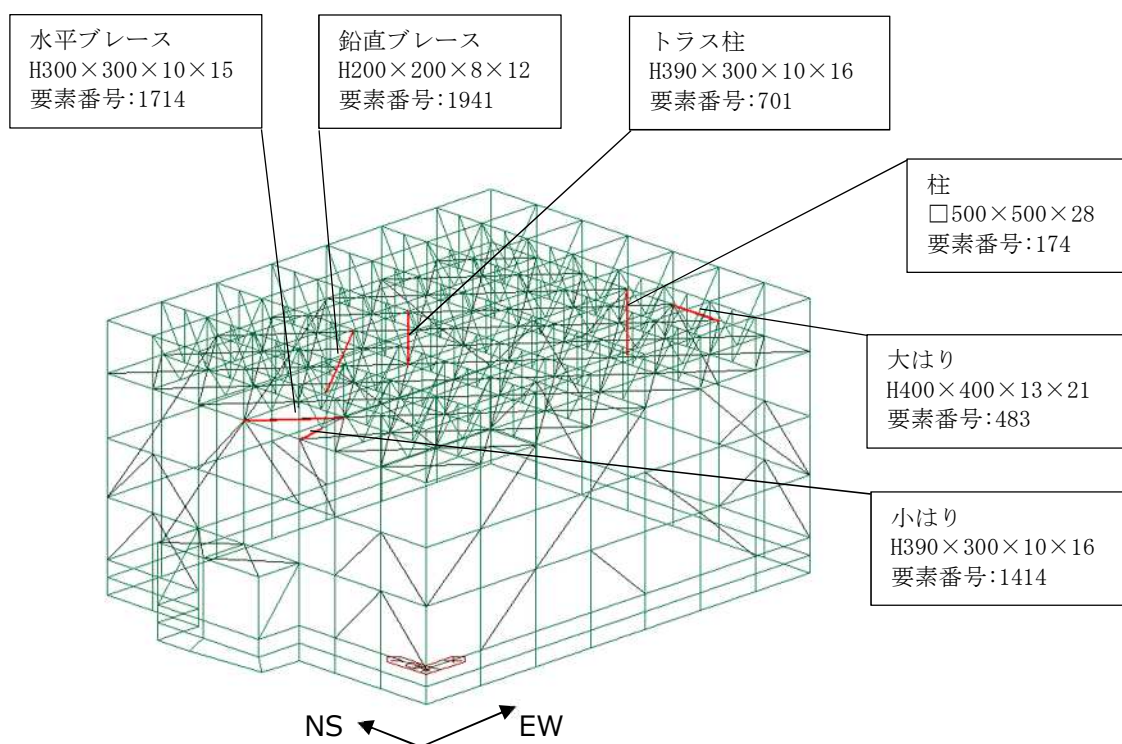 水平ブレース
H300×300×10×15
要素番号:1714
鉛直ブレース
H200×200×8×12
要素番号:1941
トラス柱
H390×300×10×16
要素番号:701
柱
□500×500×28
要素番号:174
大はり
H400×400×13×21
要素番号:483
小はり
H390×300×10×16
要素番号:1414
NS
EW